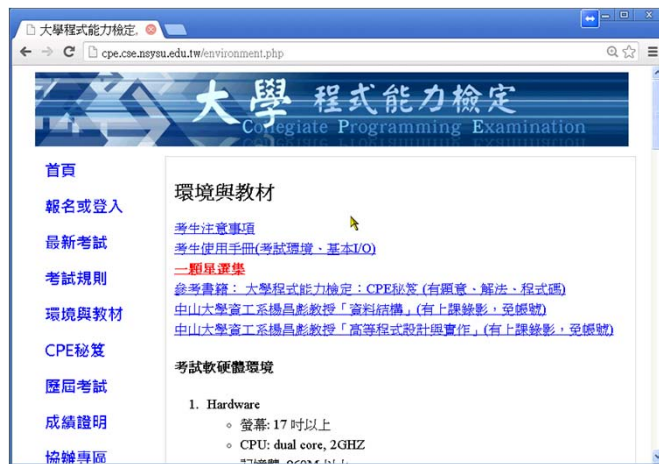 大學程式能力檢定,
cpe.cse.nsysu.edu.tw/environment.php
大學 程式能力檢定
Collegiate Programming Examination
首頁
報名或登入
最新考試
考試規則
環境與教材
CPE秘笈
歷屆考試
成績證明
協辦專區
環境與教材
考生注意事項
考生使用手冊(考試環境、基本I/O)
一顆星選集
參考書籍： 大學程式能力檢定：CPE秘笈 (有題意、解法、程式碼)
中山大學資工系楊昌彪教授「資料結構」(有上課錄影，免帳號)
中山大學資工系楊昌彪教授「高等程式設計與實作」(有上課錄影，免帳號)
考試軟硬體環境
1. Hardware
螢幕: 17 吋以上
CPU: dual core, 2GHZ